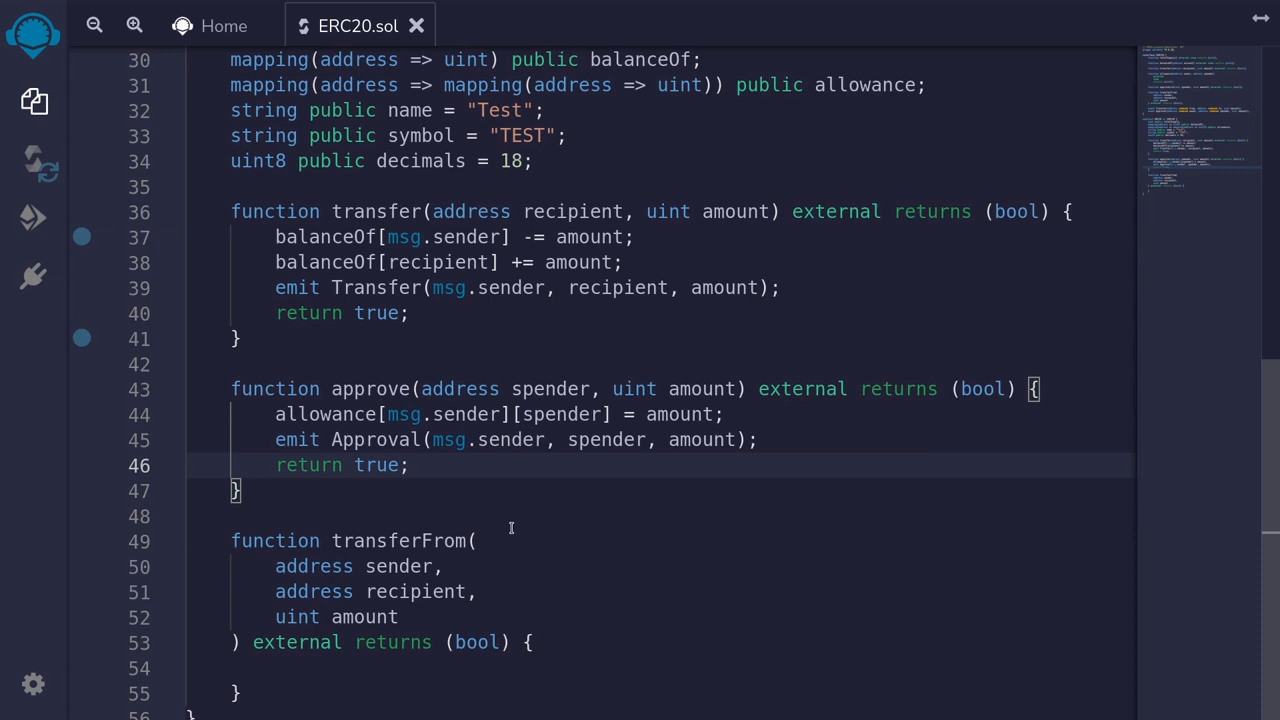 Home
ERC20.sol
30 mapping(address => uint) public balanceOf;
31 mapping(address => mapping(address => uint)) public allowance;
32 string public name = "Test";
33 string public symbol = "TEST";
34 uint8 public decimals = 18;
35
36 function transfer(address recipient, uint amount) external returns (bool) {
37 balanceOf[msg.sender] -= amount;
38 balanceOf[recipient] += amount;
39 emit Transfer(msg.sender, recipient, amount);
40 return true;
41 }
42
43 function approve(address spender, uint amount) external returns (bool) {
44 allowance[msg.sender][spender] = amount;
45 emit Approval(msg.sender, spender, amount);
46 return true;
47 }
48
49 function transferFrom(
50 address sender,
51 address recipient,
52 uint amount
53 ) external returns (bool) {
54
55 }
56 }